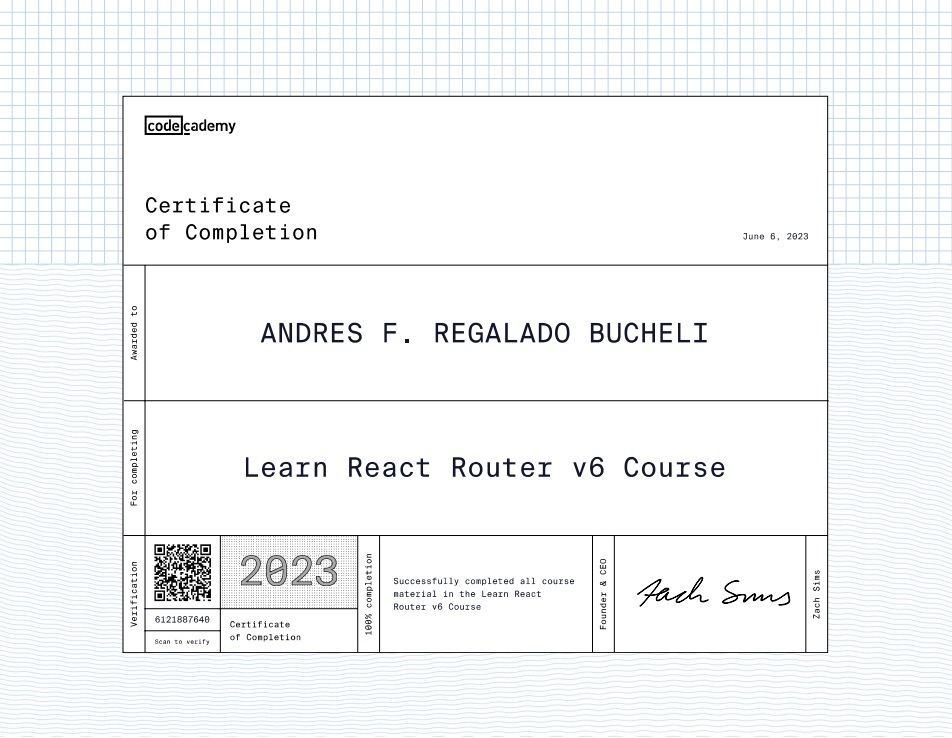 codecademy
Certificate
of Completion
June 6, 2023
Awarded to
ANDRES F. REGALADO BUCHELI
For completing
Learn React Router v6 Course
Verification
6121887640
Scan to verify
2023
Certificate
of Completion
100% completion
Successfully completed all course
material in the Learn React
Router v6 Course
Founder & CEO
Zach Sims
Zach Sims